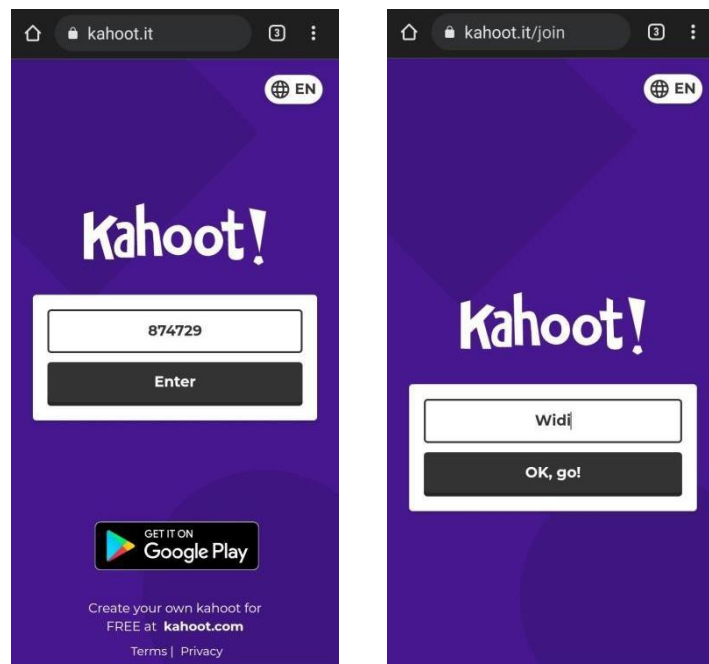 kahoot.it
3
EN
Kahoot!
874729
Enter
GET IT ON
Google Play
Create your own kahoot for
FREE at kahoot.com
Terms | Privacy
kahoot.it/join
3
EN
Kahoot!
Widi
OK, go!